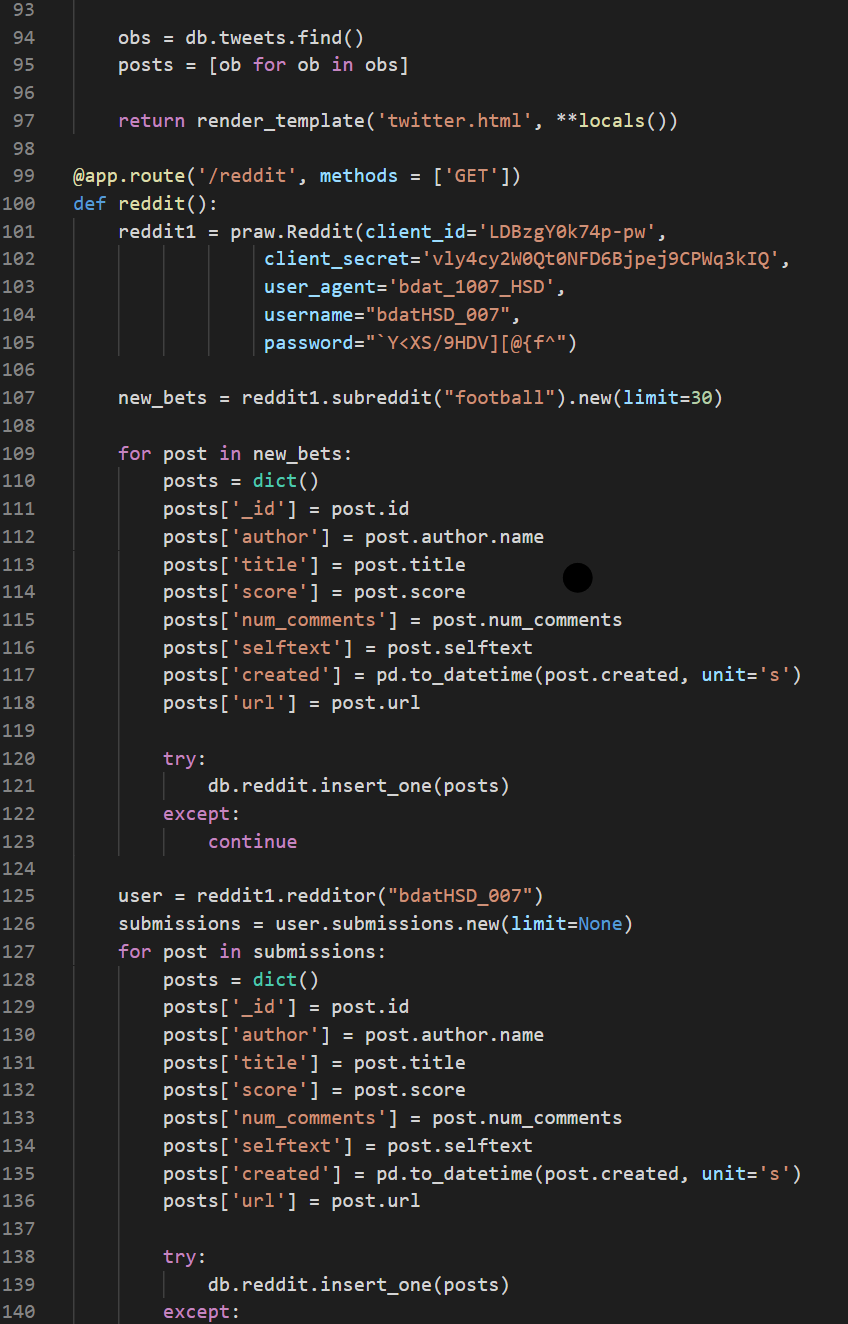 93
94 obs = db.tweets.find()
95 posts = [ob for ob in obs]
96
97 return render_template('twitter.html', **locals())
98
99 @app.route('/reddit', methods = ['GET'])
100 def reddit():
101 reddit1 = praw.Reddit(client_id='LDBzgY0k74p-pw',
102 client_secret='vly4cy2W0Qt0NFD6Bjpej9CPWq3kIQ',
103 user_agent='bdat_1007_HSD',
104 username="bdatHSD_007",
105 password="`Y<XS/9HDV][@{f^")
106
107 new_bets = reddit1.subreddit("football").new(limit=30)
108
109 for post in new_bets:
110 posts = dict()
111 posts['_id'] = post.id
112 posts['author'] = post.author.name
113 posts['title'] = post.title
114 posts['score'] = post.score
115 posts['num_comments'] = post.num_comments
116 posts['selftext'] = post.selftext
117 posts['created'] = pd.to_datetime(post.created, unit='s')
118 posts['url'] = post.url
119
120 try:
121 db.reddit.insert_one(posts)
122 except:
123 continue
124
125 user = reddit1.redditor("bdatHSD_007")
126 submissions = user.submissions.new(limit=None)
127 for post in submissions:
128 posts = dict()
129 posts['_id'] = post.id
130 posts['author'] = post.author.name
131 posts['title'] = post.title
132 posts['score'] = post.score
133 posts['num_comments'] = post.num_comments
134 posts['selftext'] = post.selftext
135 posts['created'] = pd.to_datetime(post.created, unit='s')
136 posts['url'] = post.url
137
138 try:
139 db.reddit.insert_one(posts)
140 except: